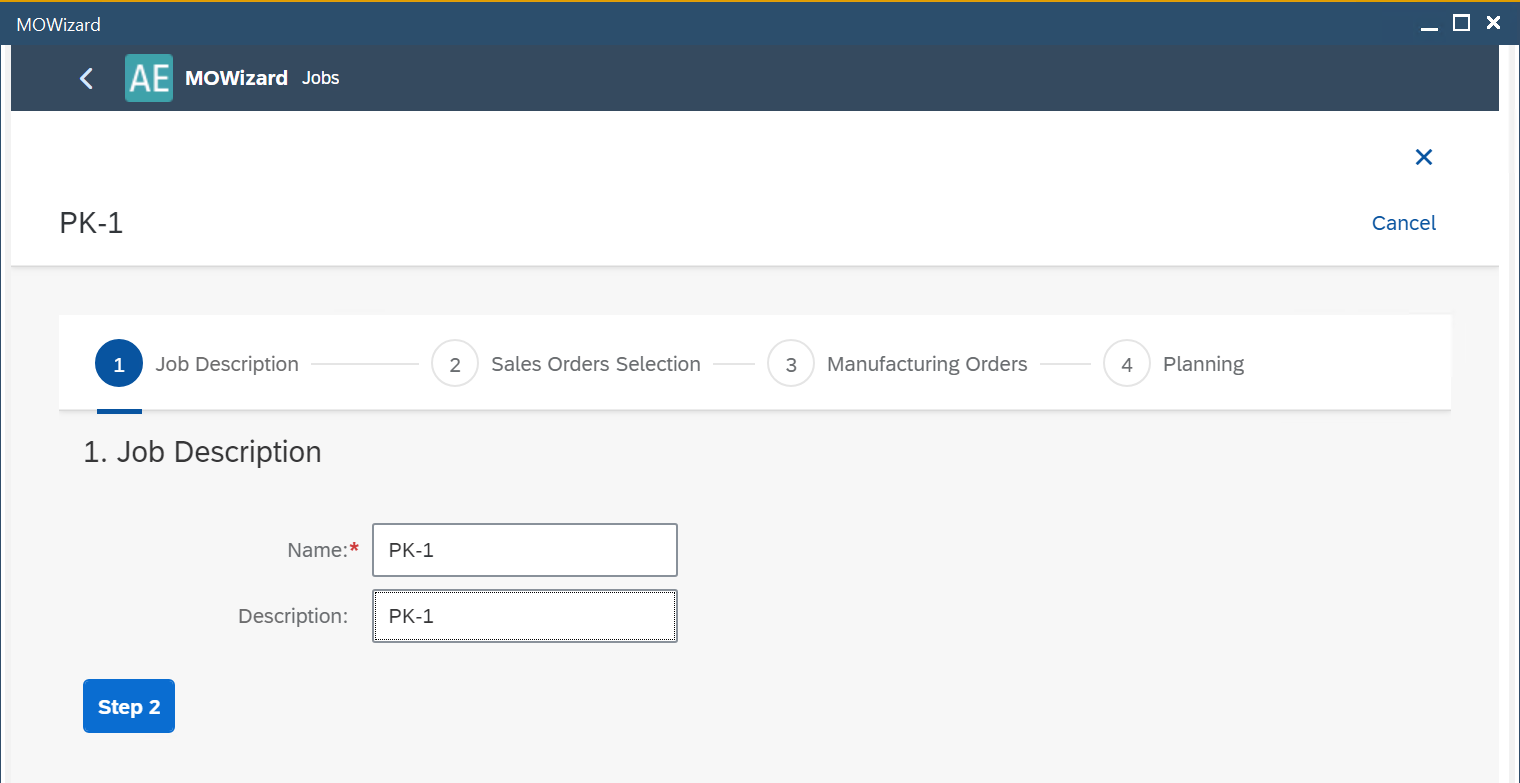 MOWizard
AE MOWizard Jobs
PK-1
Cancel
1 Job Description 2 Sales Orders Selection 3 Manufacturing Orders 4 Planning
1. Job Description
Name:* PK-1
Description: PK-1
Step 2